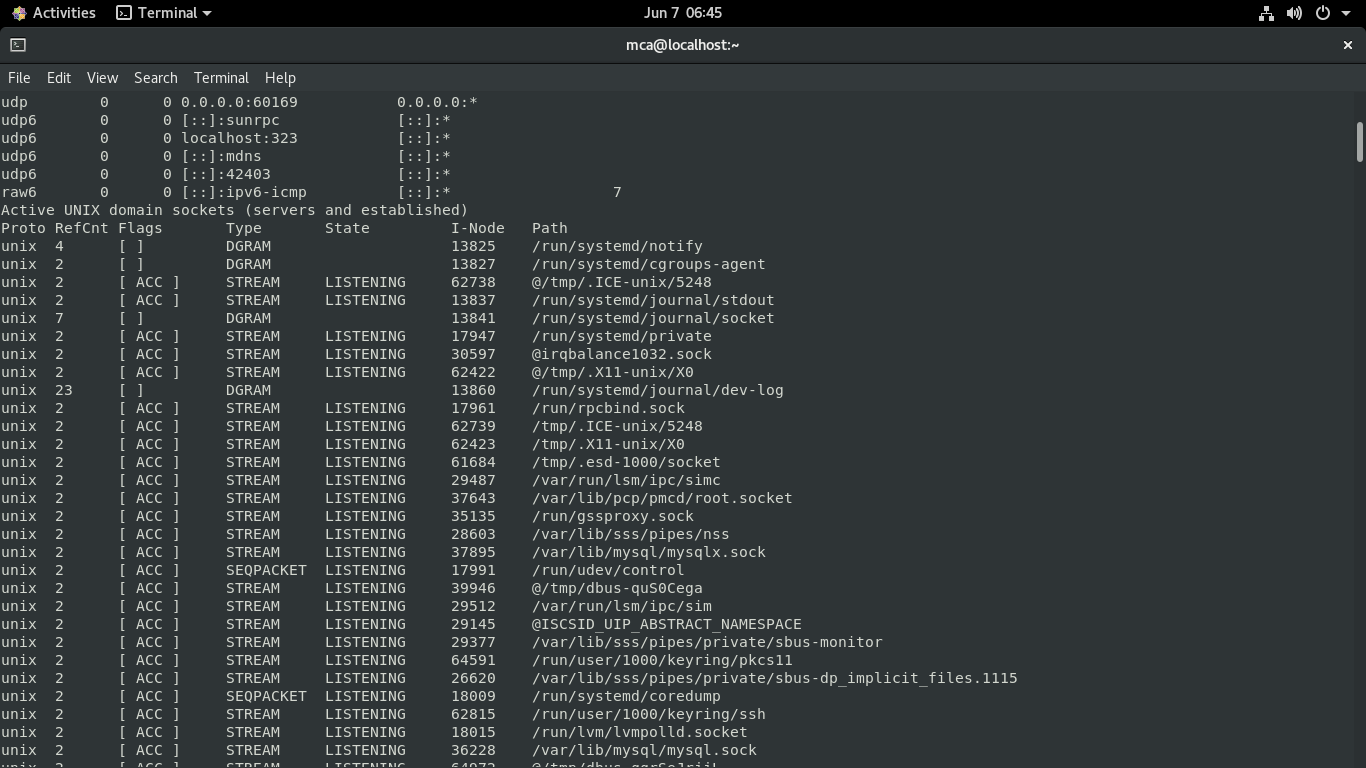 Activities Terminal Jun 7 06:45
mca@localhost:~
File Edit View Search Terminal Help
udp        0      0 0.0.0.0:60169           0.0.0.0:*
udp6       0      0 [::]:sunrpc             [::]:*
udp6       0      0 localhost:323           [::]:*
udp6       0      0 [::]:mdns               [::]:*
udp6       0      0 [::]:42403              [::]:*
raw6       0      0 [::]:ipv6-icmp          [::]:*                  7
Active UNIX domain sockets (servers and established)
Proto RefCnt Flags       Type       State         I-Node   Path
unix  4      [ ]         DGRAM                    13825    /run/systemd/notify
unix  2      [ ]         DGRAM                    13827    /run/systemd/cgroups-agent
unix  2      [ ACC ]     STREAM     LISTENING     62738    @/tmp/.ICE-unix/5248
unix  2      [ ACC ]     STREAM     LISTENING     13837    /run/systemd/journal/stdout
unix  7      [ ]         DGRAM                    13841    /run/systemd/journal/socket
unix  2      [ ACC ]     STREAM     LISTENING     17947    /run/systemd/private
unix  2      [ ACC ]     STREAM     LISTENING     30597    @irqbalance1032.sock
unix  2      [ ACC ]     STREAM     LISTENING     62422    @/tmp/.X11-unix/X0
unix  23     [ ]         DGRAM                    13860    /run/systemd/journal/dev-log
unix  2      [ ACC ]     STREAM     LISTENING     17961    /run/rpcbind.sock
unix  2      [ ACC ]     STREAM     LISTENING     62739    /tmp/.ICE-unix/5248
unix  2      [ ACC ]     STREAM     LISTENING     62423    /tmp/.X11-unix/X0
unix  2      [ ACC ]     STREAM     LISTENING     61684    /tmp/.esd-1000/socket
unix  2      [ ACC ]     STREAM     LISTENING     29487    /var/run/lsm/ipc/simc
unix  2      [ ACC ]     STREAM     LISTENING     37643    /var/lib/pcp/pmcd/root.socket
unix  2      [ ACC ]     STREAM     LISTENING     35135    /run/gssproxy.sock
unix  2      [ ACC ]     STREAM     LISTENING     28603    /var/lib/sss/pipes/nss
unix  2      [ ACC ]     STREAM     LISTENING     37895    /var/lib/mysql/mysqlx.sock
unix  2      [ ACC ]     SEQPACKET  LISTENING     17991    /run/udev/control
unix  2      [ ACC ]     STREAM     LISTENING     39946    @/tmp/dbus-quS0Cega
unix  2      [ ACC ]     STREAM     LISTENING     29512    /var/run/lsm/ipc/sim
unix  2      [ ACC ]     STREAM     LISTENING     29145    @ISCSID_UIP_ABSTRACT_NAMESPACE
unix  2      [ ACC ]     STREAM     LISTENING     29377    /var/lib/sss/pipes/private/sbus-monitor
unix  2      [ ACC ]     STREAM     LISTENING     64591    /run/user/1000/keyring/pkcs11
unix  2      [ ACC ]     STREAM     LISTENING     26620    /var/lib/sss/pipes/private/sbus-dp_implicit_files.1115
unix  2      [ ACC ]     SEQPACKET  LISTENING     18009    /run/systemd/coredump
unix  2      [ ACC ]     STREAM     LISTENING     62815    /run/user/1000/keyring/ssh
unix  2      [ ACC ]     STREAM     LISTENING     18015    /run/lvm/lvmpolld.socket
unix  2      [ ACC ]     STREAM     LISTENING     36228    /var/lib/mysql/mysql.sock
unix  2      [ ACC ]     STREAM     LISTENING